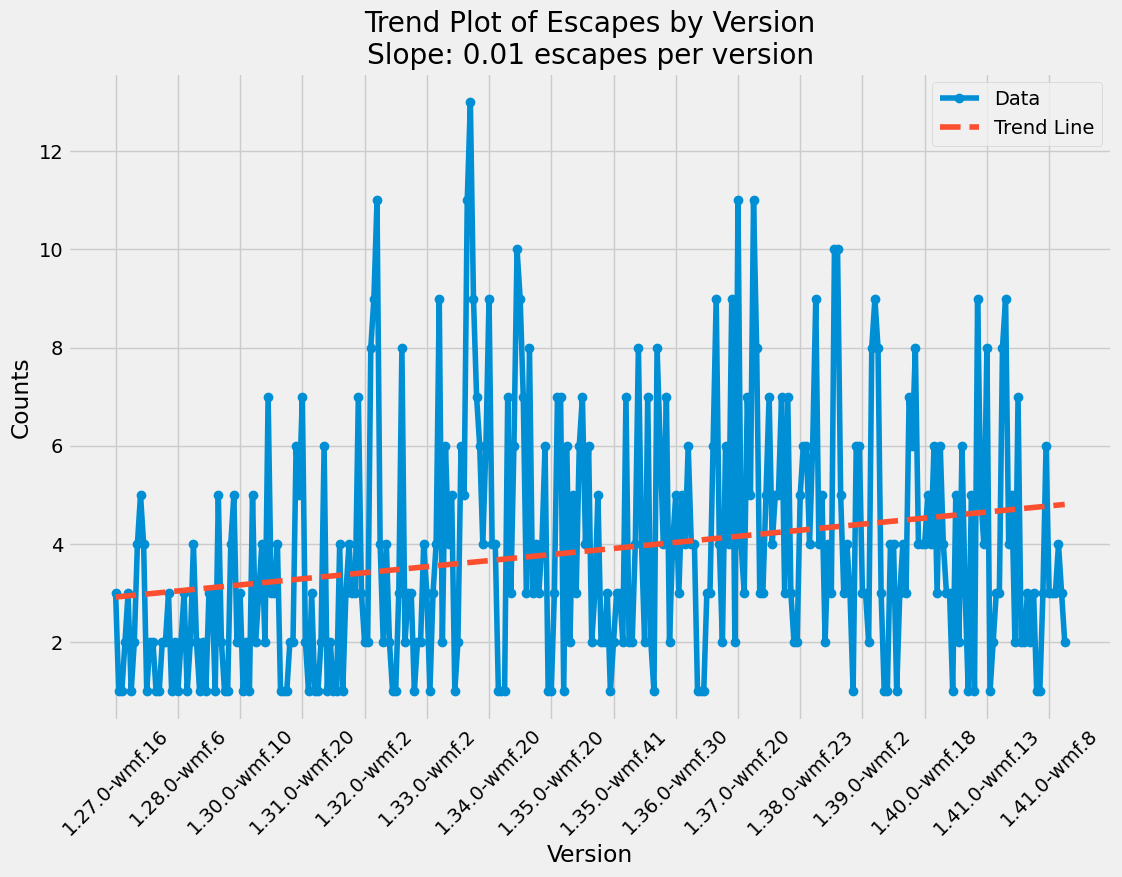 Trend Plot of Escapes by Version
Slope: 0.01 escapes per version
Data
Trend Line
Counts
12
10
8
6
4
2
1.27.0-wmf.16
1.28.0-wmf.6
1.30.0-wmf.10
1.31.0-wmf.20
1.32.0-wmf.2
1.33.0-wmf.2
1.34.0-wmf.20
1.35.0-wmf.20
1.35.0-wmf.41
1.36.0-wmf.30
1.37.0-wmf.20
1.38.0-wmf.23
1.39.0-wmf.2
1.40.0-wmf.18
1.41.0-wmf.13
1.41.0-wmf.8
Version